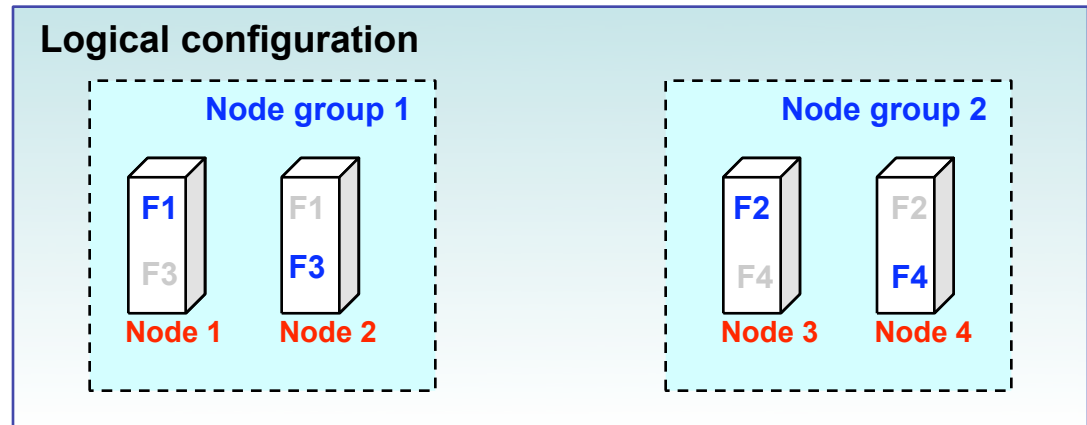 Logical configuration
Node group 1
Node group 2
F1
F1
F2
F2
F3
F3
F4
F4
Node 1
Node 2
Node 3
Node 4